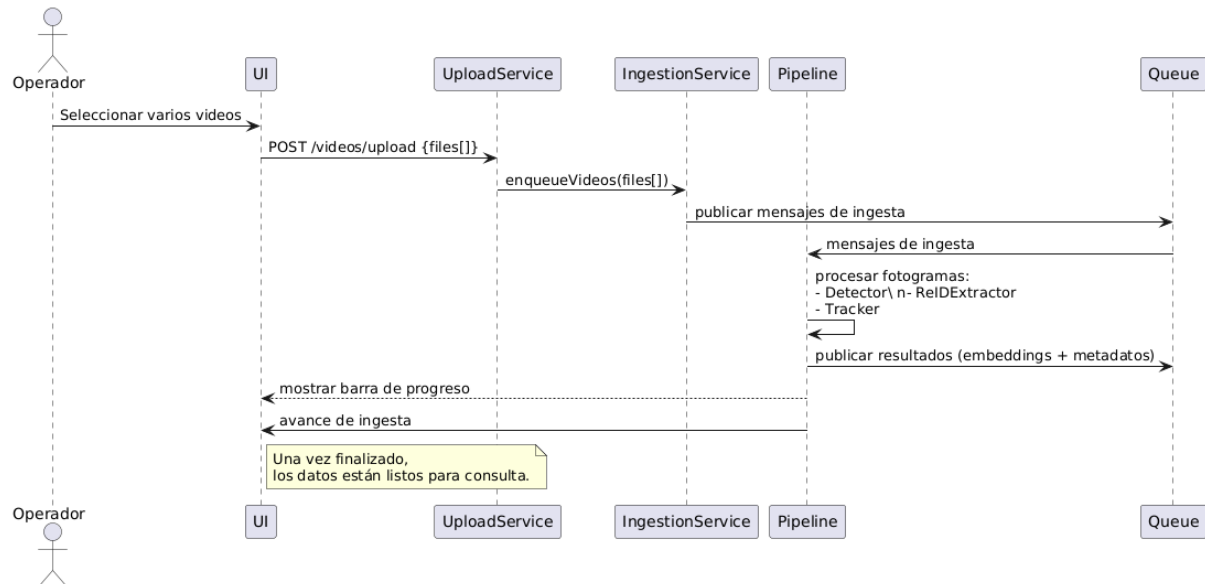 Operador
UI
UploadService
IngestionService
Pipeline
Queue
Seleccionar varios videos
POST /videos/upload {files[]}
enqueueVideos(files[])
publicar mensajes de ingesta
mensajes de ingesta
procesar fotogramas:
- Detector\ n- ReIDExtractor
- Tracker
publicar resultados (embeddings + metadatos)
mostrar barra de progreso
avance de ingesta
Una vez finalizado,
los datos están listos para consulta.
Operador
UI
UploadService
IngestionService
Pipeline
Queue